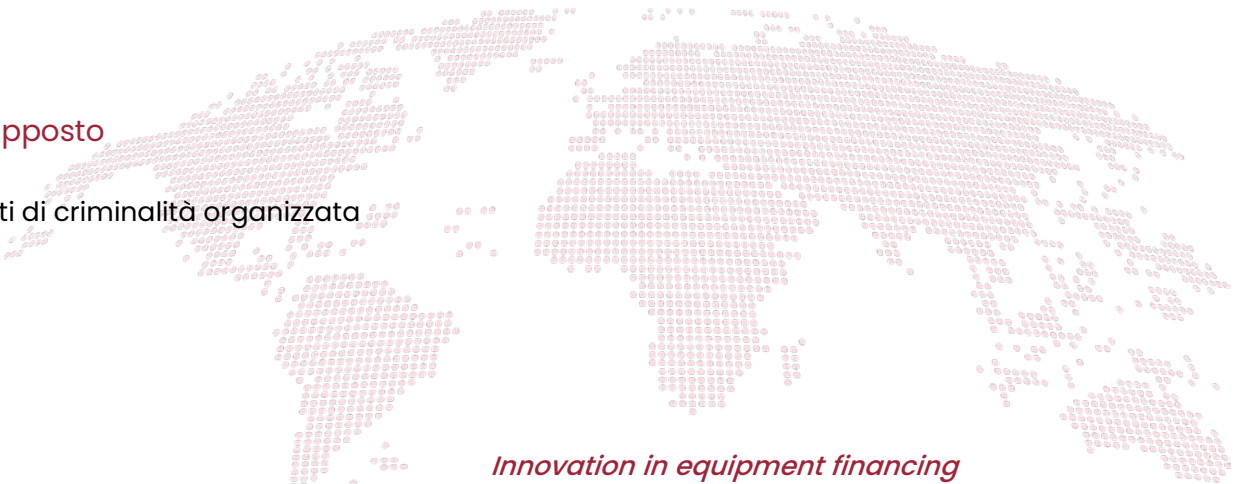 pposto
ti di criminalità organizzata
Innovation in equipment financing